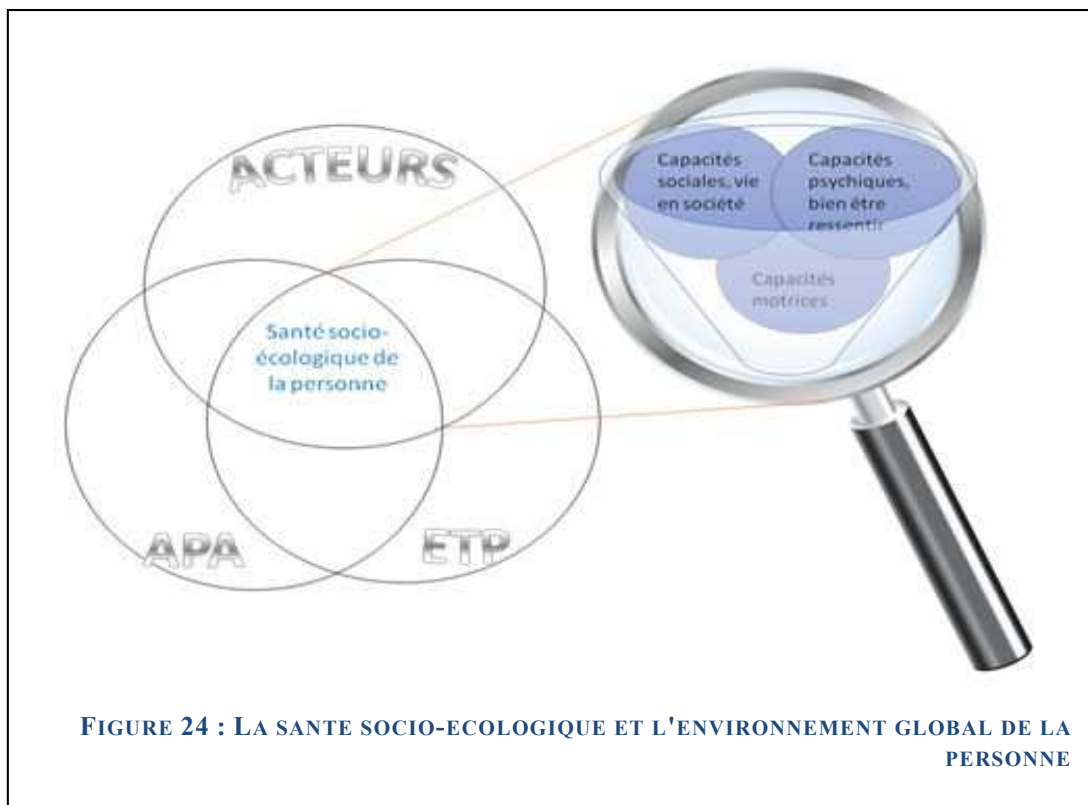 ACTEURS
Santé socio-
écologique de
la personne
APA
ETP
Capacités
sociales, vie
en société
Capacités
psychiques,
bien être
ressentir
Capacités
motrices
FIGURE 24 : LA SANTE SOCIO-ECOLOGIQUE ET L'ENVIRONNEMENT GLOBAL DE LA
PERSONNE